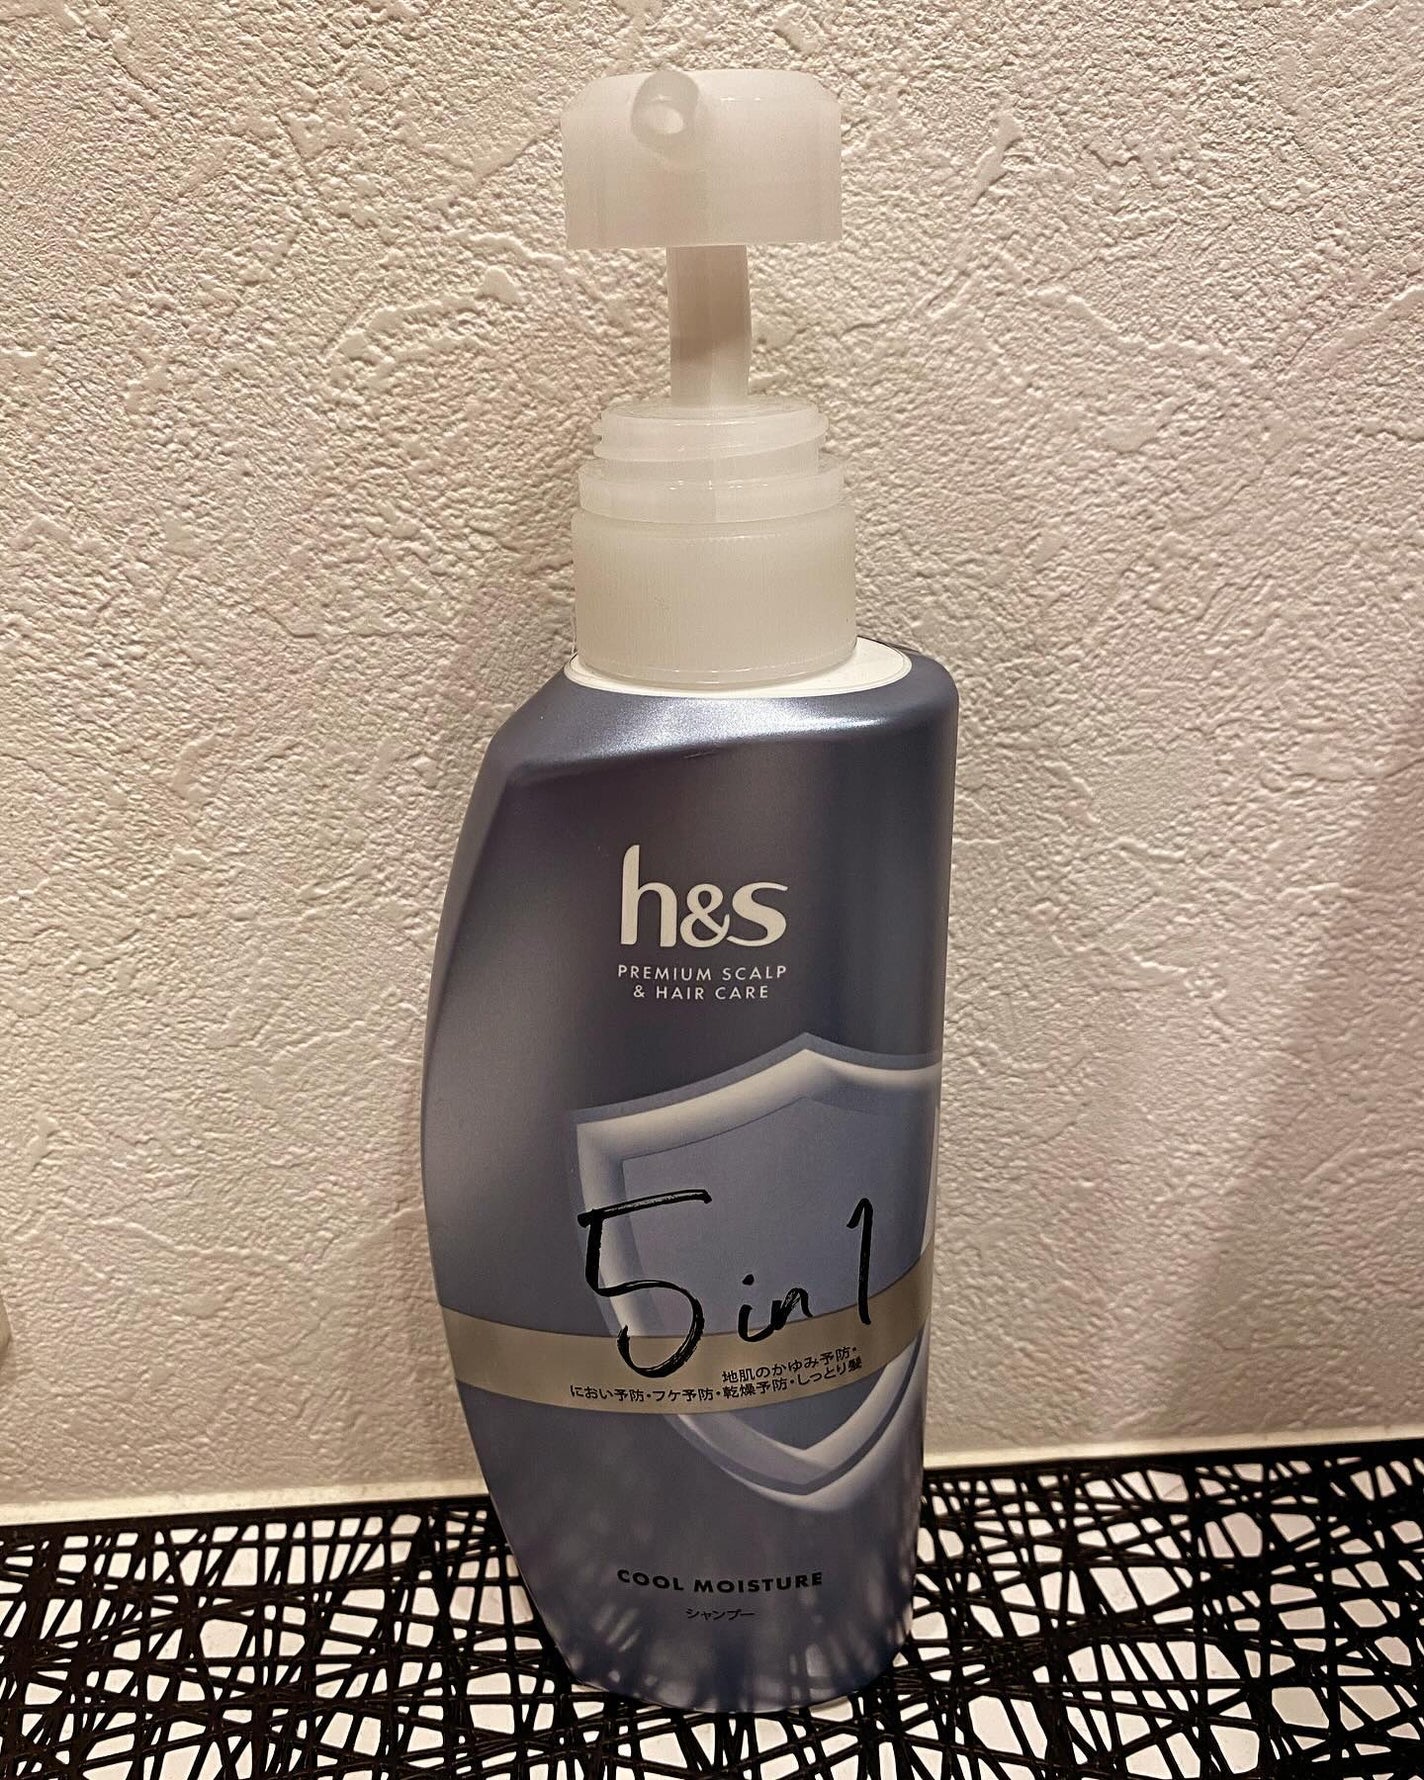 h&s
PREMIUM SCALP
& HAIR CARE
5 in 1
地肌のかゆみ予防・
におい予防・フケ予防・乾燥予防・しっとり髪
COOL MOISTURE
シャンプー